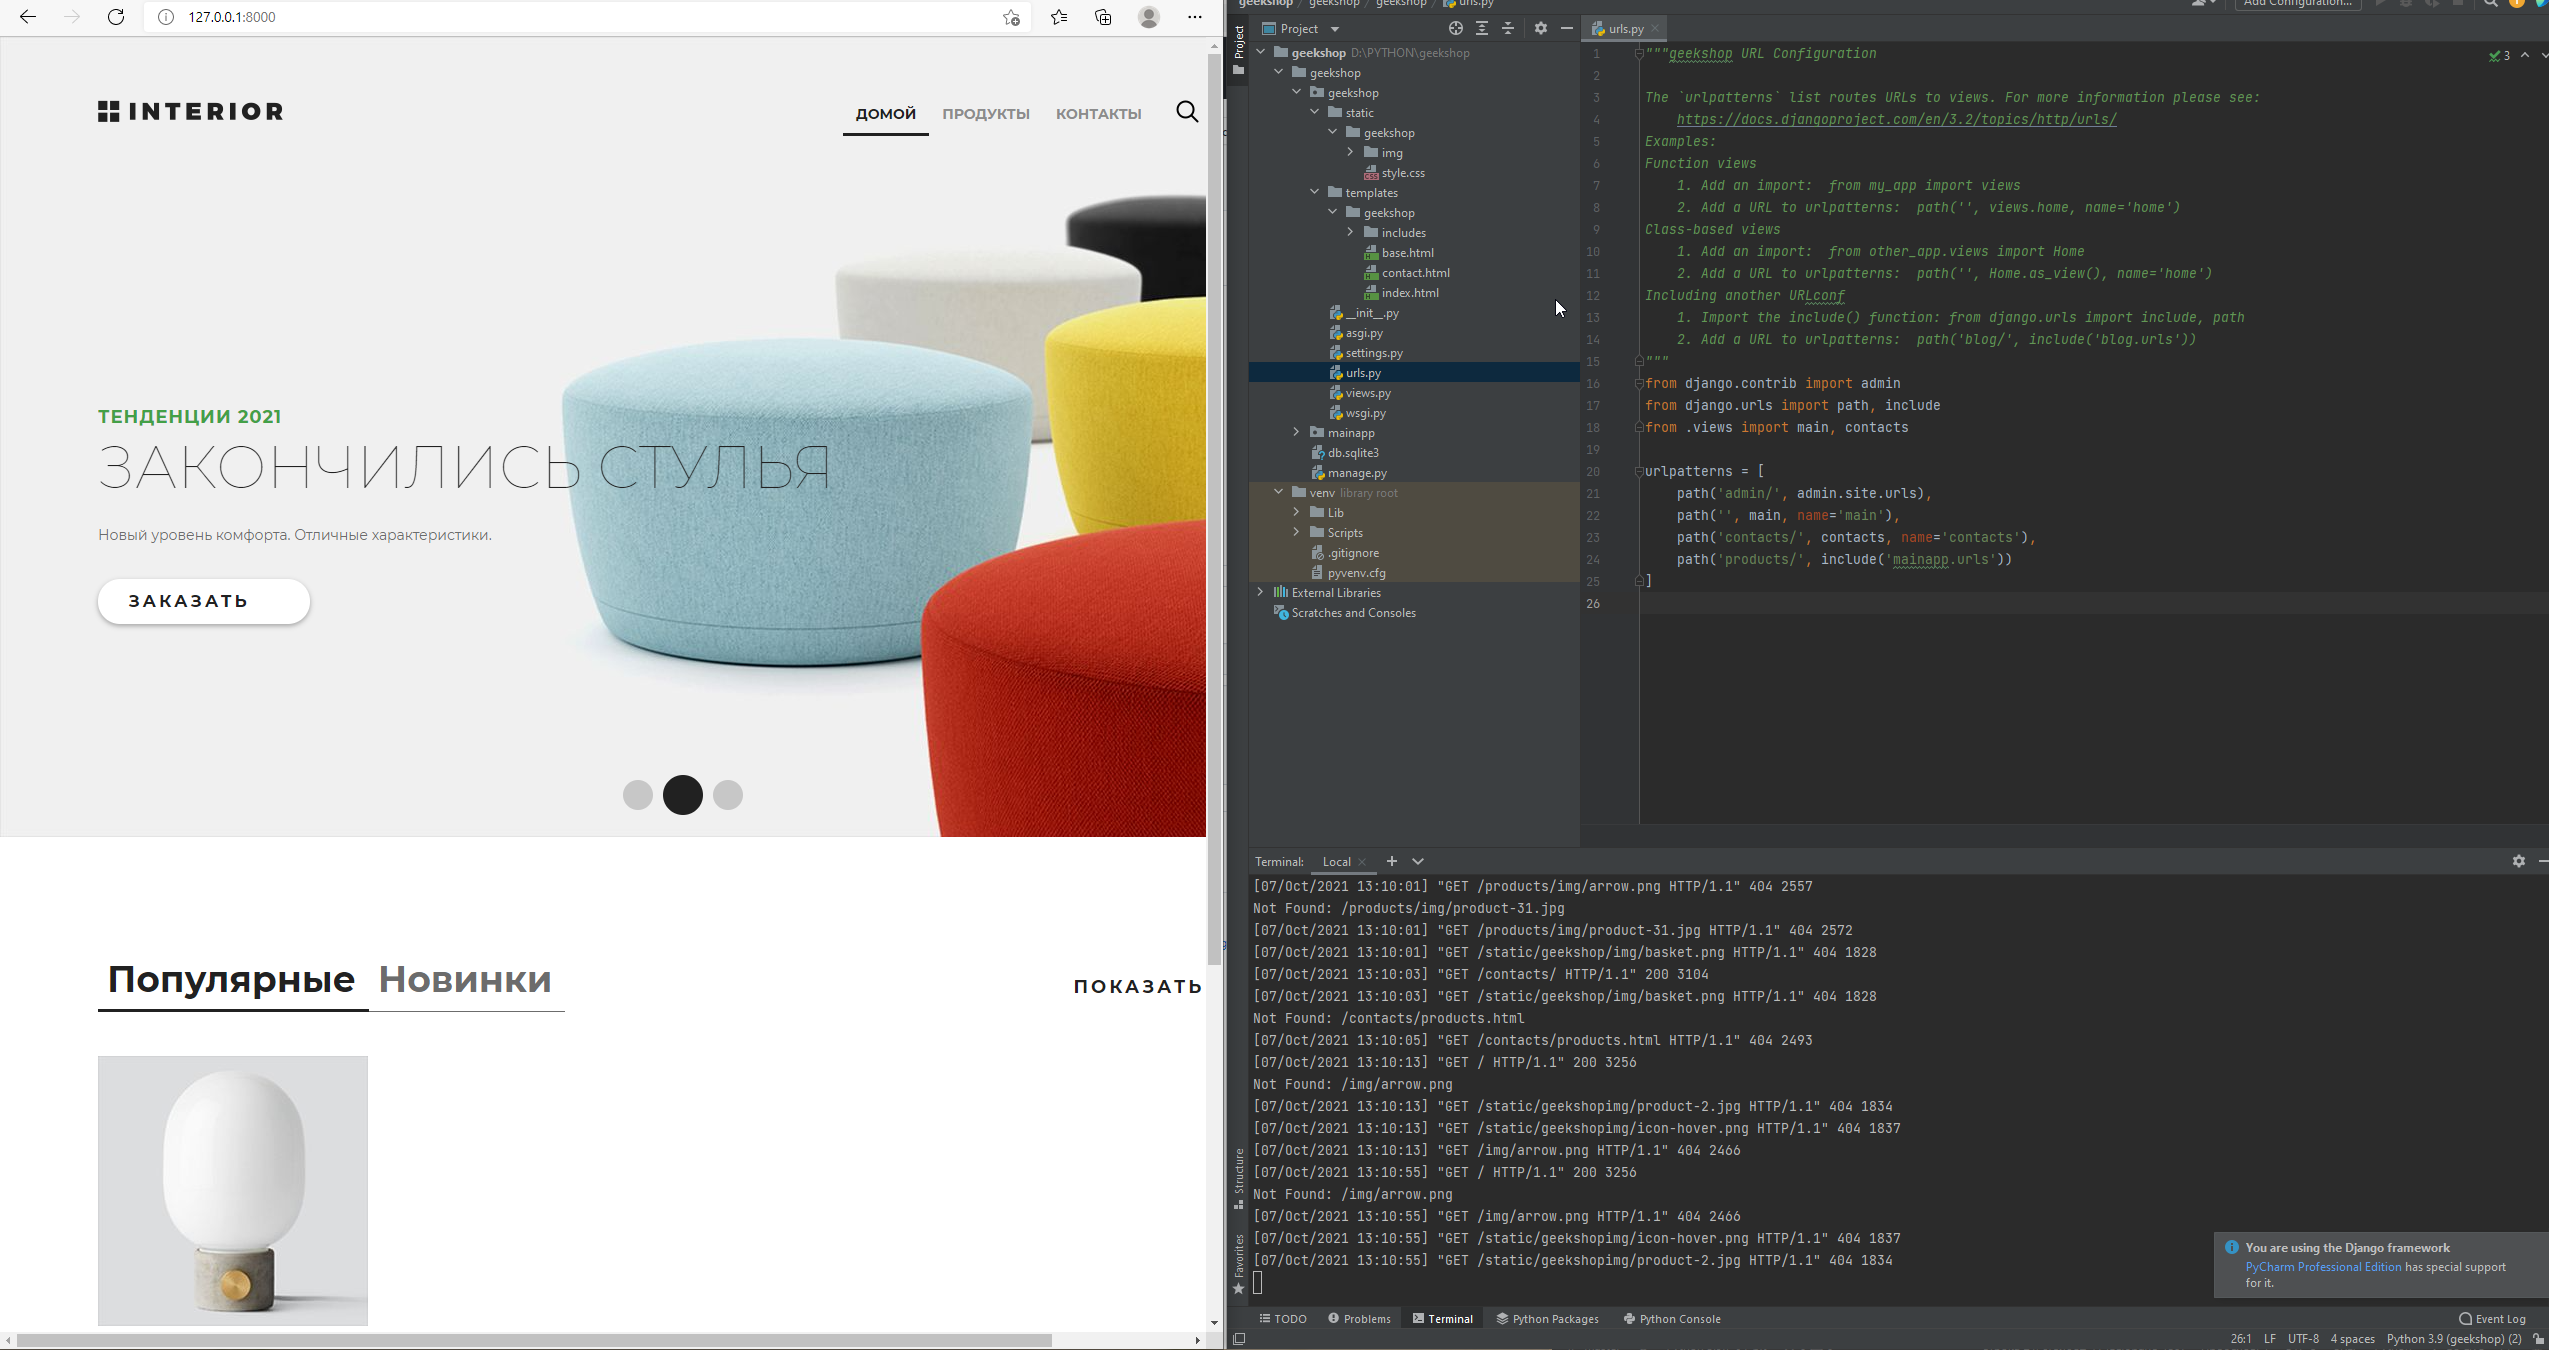 127.0.0.1:8000
INTERIOR
ДОМОЙ
ПРОДУКТЫ
КОНТАКТЫ
ТЕНДЕНЦИИ 2021
ЗАКОНЧИЛИСЬ СТУЛЬЯ
Новый уровень комфорта. Отличные характеристики.
ЗАКАЗАТЬ
Популярные Новинки
ПОКАЗАТЬ
geekshop geekshop geekshop urls.py
Add Configuration...
Project
Project
geekshop D:\PYTHON\geekshop
geekshop
geekshop
static
geekshop
img
style.css
templates
geekshop
includes
base.html
contact.html
index.html
__init__.py
asgi.py
settings.py
urls.py
views.py
wsgi.py
mainapp
db.sqlite3
manage.py
venv library root
Lib
Scripts
.gitignore
pyvenv.cfg
External Libraries
Scratches and Consoles
urls.py
3
1 """geekshop URL Configuration
2
3 The `urlpatterns` list routes URLs to views. For more information please see:
4 https://docs.djangoproject.com/en/3.2/topics/http/urls/
5 Examples:
6 Function views
7 1. Add an import:  from my_app import views
8 2. Add a URL to urlpatterns:  path('', views.home, name='home')
9 Class-based views
10 1. Add an import:  from other_app.views import Home
11 2. Add a URL to urlpatterns:  path('', Home.as_view(), name='home')
12 Including another URLconf
13 1. Import the include() function: from django.urls import include, path
14 2. Add a URL to urlpatterns:  path('blog/', include('blog.urls'))
15 """
16 from django.contrib import admin
17 from django.urls import path, include
18 from .views import main, contacts
19
20 urlpatterns = [
21 path('admin/', admin.site.urls),
22 path('', main, name='main'),
23 path('contacts/', contacts, name='contacts'),
24 path('products/', include('mainapp.urls'))
25 ]
26
Terminal: Local
[07/Oct/2021 13:10:01] "GET /products/img/arrow.png HTTP/1.1" 404 2557
Not Found: /products/img/product-31.jpg
[07/Oct/2021 13:10:01] "GET /products/img/product-31.jpg HTTP/1.1" 404 2572
[07/Oct/2021 13:10:01] "GET /static/geekshop/img/basket.png HTTP/1.1" 404 1828
[07/Oct/2021 13:10:03] "GET /contacts/ HTTP/1.1" 200 3104
[07/Oct/2021 13:10:03] "GET /static/geekshop/img/basket.png HTTP/1.1" 404 1828
Not Found: /contacts/products.html
[07/Oct/2021 13:10:05] "GET /contacts/products.html HTTP/1.1" 404 2493
[07/Oct/2021 13:10:13] "GET / HTTP/1.1" 200 3256
Not Found: /img/arrow.png
[07/Oct/2021 13:10:13] "GET /static/geekshopimg/product-2.jpg HTTP/1.1" 404 1834
[07/Oct/2021 13:10:13] "GET /static/geekshopimg/icon-hover.png HTTP/1.1" 404 1837
[07/Oct/2021 13:10:13] "GET /img/arrow.png HTTP/1.1" 404 2466
[07/Oct/2021 13:10:55] "GET / HTTP/1.1" 200 3256
Not Found: /img/arrow.png
[07/Oct/2021 13:10:55] "GET /img/arrow.png HTTP/1.1" 404 2466
[07/Oct/2021 13:10:55] "GET /static/geekshopimg/icon-hover.png HTTP/1.1" 404 1837
[07/Oct/2021 13:10:55] "GET /static/geekshopimg/product-2.jpg HTTP/1.1" 404 1834
Structure
Favorites
You are using the Django framework
PyCharm Professional Edition has special support
for it.
TODO
Problems
Terminal
Python Packages
Python Console
Event Log
26:1 LF UTF-8 4 spaces Python 3.9 (geekshop) (2)